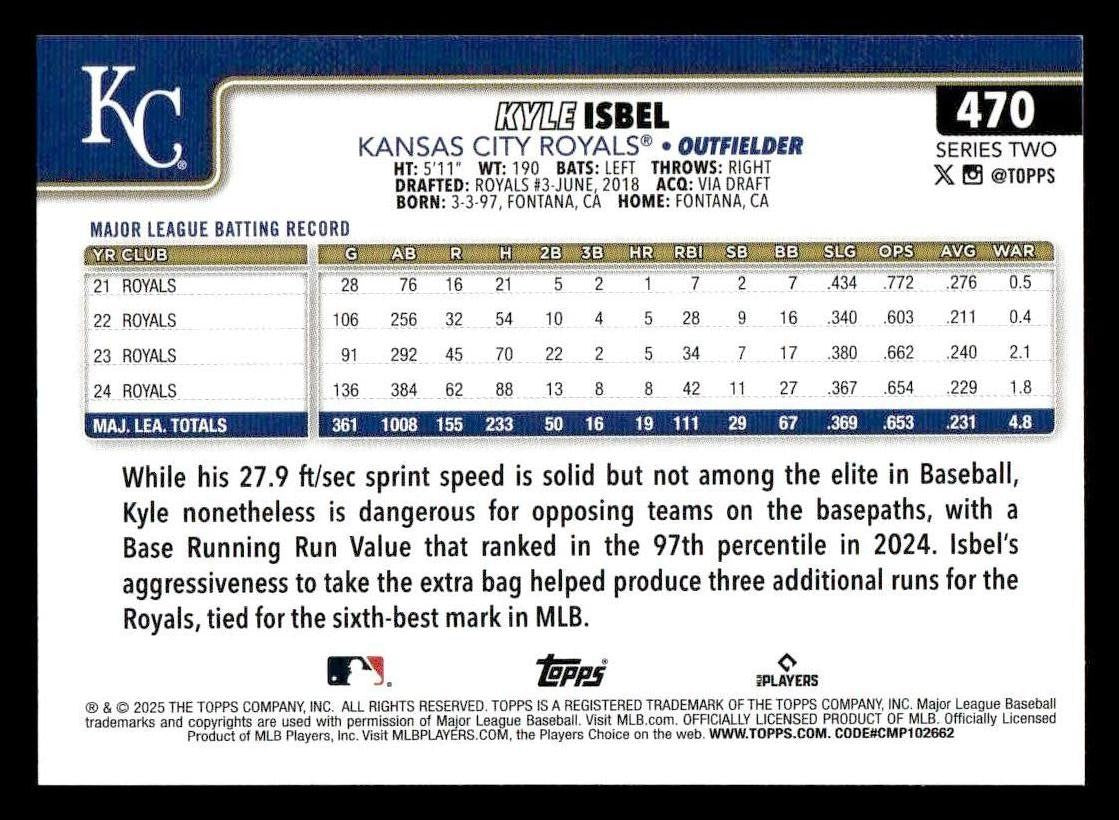 KC
KYLE ISBEL
KANSAS CITY ROYALS® • OUTFIELDER
HT: 5'11" WT: 190 BATS: LEFT THROWS: RIGHT
DRAFTED: ROYALS #3-JUNE, 2018 ACQ: VIA DRAFT
BORN: 3-3-97, FONTANA, CA HOME: FONTANA, CA
470
SERIES TWO
X @TOPPS
MAJOR LEAGUE BATTING RECORD
YR CLUB G AB R H 2B 3B HR RBI SB BB SLG OPS AVG WAR
21 ROYALS 28 76 16 21 5 2 1 7 2 7 .434 .772 .276 0.5
22 ROYALS 106 256 32 54 10 4 5 28 9 16 .340 .603 .211 0.4
23 ROYALS 91 292 45 70 22 2 5 34 7 17 .380 .662 .240 2.1
24 ROYALS 136 384 62 88 13 8 8 42 11 27 .367 .654 .229 1.8
MAJ. LEA. TOTALS 361 1008 155 233 50 16 19 111 29 67 .369 .653 .231 4.8
While his 27.9 ft/sec sprint speed is solid but not among the elite in Baseball,
Kyle nonetheless is dangerous for opposing teams on the basepaths, with a
Base Running Run Value that ranked in the 97th percentile in 2024. Isbel's
aggressiveness to take the extra bag helped produce three additional runs for the
Royals, tied for the sixth-best mark in MLB.
Topps®
MLB PLAYERS
® & © 2025 THE TOPPS COMPANY, INC. ALL RIGHTS RESERVED. TOPPS IS A REGISTERED TRADEMARK OF THE TOPPS COMPANY, INC. Major League Baseball
trademarks and copyrights are used with permission of Major League Baseball. Visit MLB.com. OFFICIALLY LICENSED PRODUCT OF MLB. Officially Licensed
Product of MLB Players, Inc. Visit MLBPLAYERS.COM, the Players Choice on the web. WWW.TOPPS.COM. CODE#CMP102662